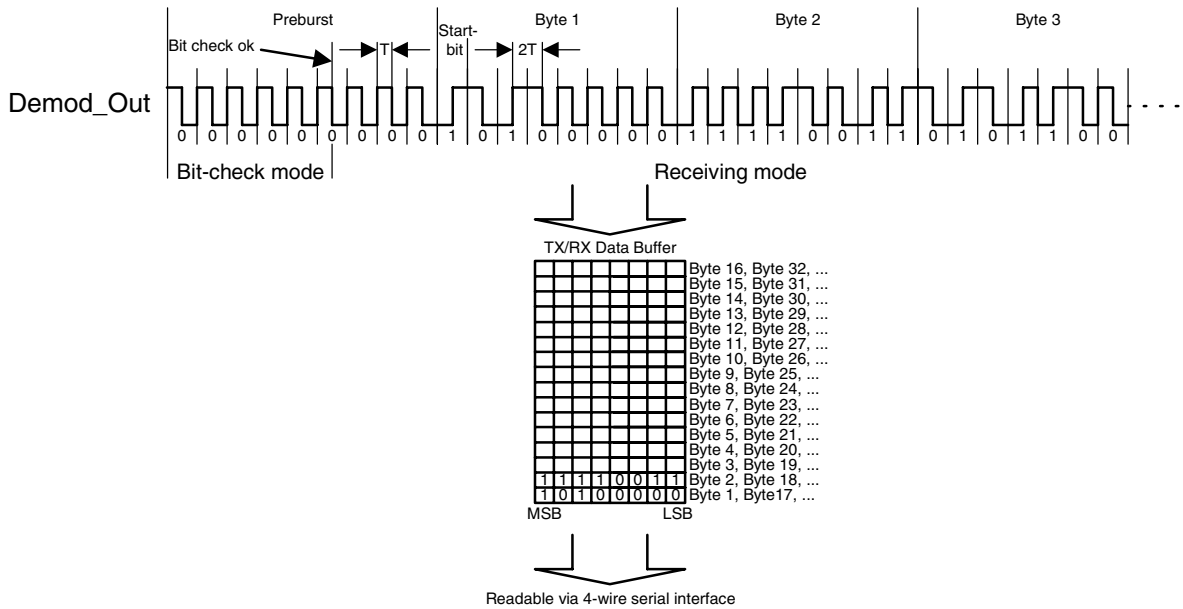 Preburst Byte 1 Byte 2 Byte 3
Start-
bit
Bit check ok T 2T
Demod_Out
0 0 0 0 0 0 0 0 0 1 0 1 0 0 0 0 0 1 1 1 1 0 0 1 1 0 1 0 1 1 0 0
Bit-check mode Receiving mode
TX/RX Data Buffer
Byte 16, Byte 32, ...
Byte 15, Byte 31, ...
Byte 14, Byte 30, ...
Byte 13, Byte 29, ...
Byte 12, Byte 28, ...
Byte 11, Byte 27, ...
Byte 10, Byte 26, ...
Byte 9, Byte 25, ...
Byte 8, Byte 24, ...
Byte 7, Byte 23, ...
Byte 6, Byte 22, ...
Byte 5, Byte 21, ...
Byte 4, Byte 20, ...
Byte 3, Byte 19, ...
1 1 1 1 0 0 1 1 Byte 2, Byte 18, ...
1 0 1 0 0 0 0 0 Byte 1, Byte17, ...
MSB LSB
Readable via 4-wire serial interface